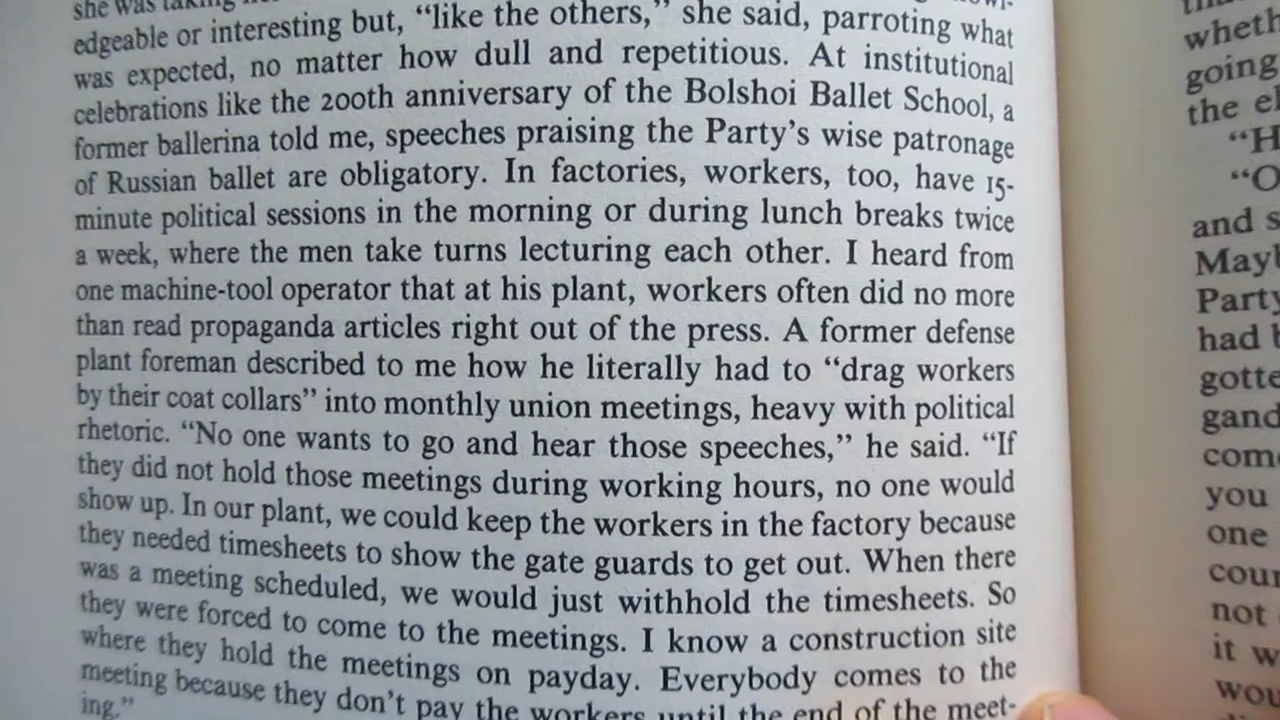 she was taking
edgeable or interesting but, “like the others,” she said, parroting what
was expected, no matter how dull and repetitious. At institutional
celebrations like the 200th anniversary of the Bolshoi Ballet School, a
former ballerina told me, speeches praising the Party’s wise patronage
of Russian ballet are obligatory. In factories, workers, too, have 15-
minute political sessions in the morning or during lunch breaks twice
a week, where the men take turns lecturing each other. I heard from
one machine-tool operator that at his plant, workers often did no more
than read propaganda articles right out of the press. A former defense
plant foreman described to me how he literally had to “drag workers
by their coat collars” into monthly union meetings, heavy with political
rhetoric. “No one wants to go and hear those speeches,” he said. “If
they did not hold those meetings during working hours, no one would
show up. In our plant, we could keep the workers in the factory because
they needed timesheets to show the gate guards to get out. When there
was a meeting scheduled, we would just withhold the timesheets. So
they were forced to come to the meetings. I know a construction site
where they hold the meetings on payday. Everybody comes to the
meeting because they don’t pay the workers until the end of the meet-
ing.”
going
the
“H
“O
and s
Party
had
you
one
not
it w